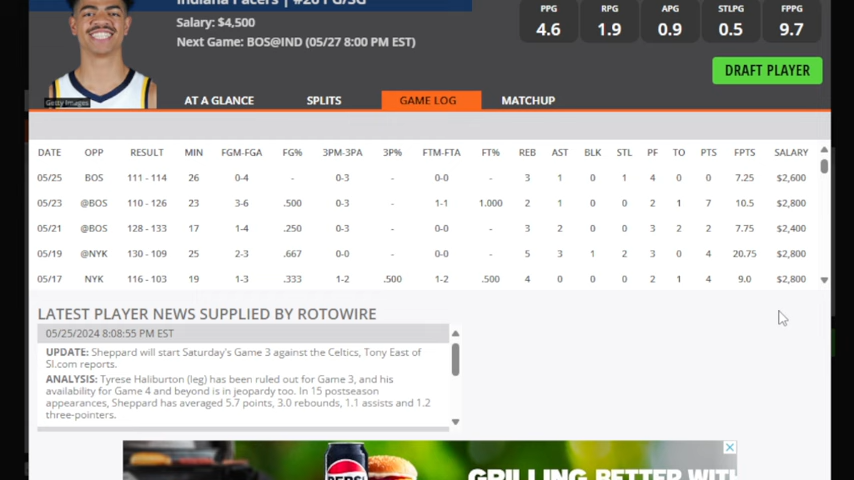 Indiana Pacers | #26 PG/SG
Salary: $4,500
Next Game: BOS@IND (05/27 8:00 PM EST)
PPG RPG APG STLPG FPPG
4.6 1.9 0.9 0.5 9.7
DRAFT PLAYER
Getty Images
AT A GLANCE SPLITS GAME LOG MATCHUP
DATE OPP RESULT MIN FGM-FGA FG% 3PM-3PA 3P% FTM-FTA FT% REB AST BLK STL PF TO PTS FPTS SALARY
05/25 BOS 111 - 114 26 0-4 - 0-3 - 0-0 - 3 1 0 1 4 0 0 7.25 $2,600
05/23 @BOS 110 - 126 23 3-6 .500 0-3 - 1-1 1.000 2 1 0 0 2 1 7 10.5 $2,800
05/21 @BOS 128 - 133 17 1-4 .250 0-3 - 0-0 - 3 2 0 0 3 2 2 7.75 $2,400
05/19 @NYK 130 - 109 25 2-3 .667 0-0 - 0-0 - 5 3 1 2 3 0 4 20.75 $2,800
05/17 NYK 116 - 103 19 1-3 .333 1-2 .500 1-2 .500 4 0 0 0 2 1 4 9.0 $2,800
LATEST PLAYER NEWS SUPPLIED BY ROTOWIRE
05/25/2024 8:08:55 PM EST
UPDATE: Sheppard will start Saturday's Game 3 against the Celtics, Tony East of
SI.com reports.
ANALYSIS: Tyrese Haliburton (leg) has been ruled out for Game 3, and his
availability for Game 4 and beyond is in jeopardy too. In 15 postseason
appearances, Sheppard has averaged 5.7 points, 3.0 rebounds, 1.1 assists and 1.2
three-pointers.
pepsi
GRILLING BETTER WITH